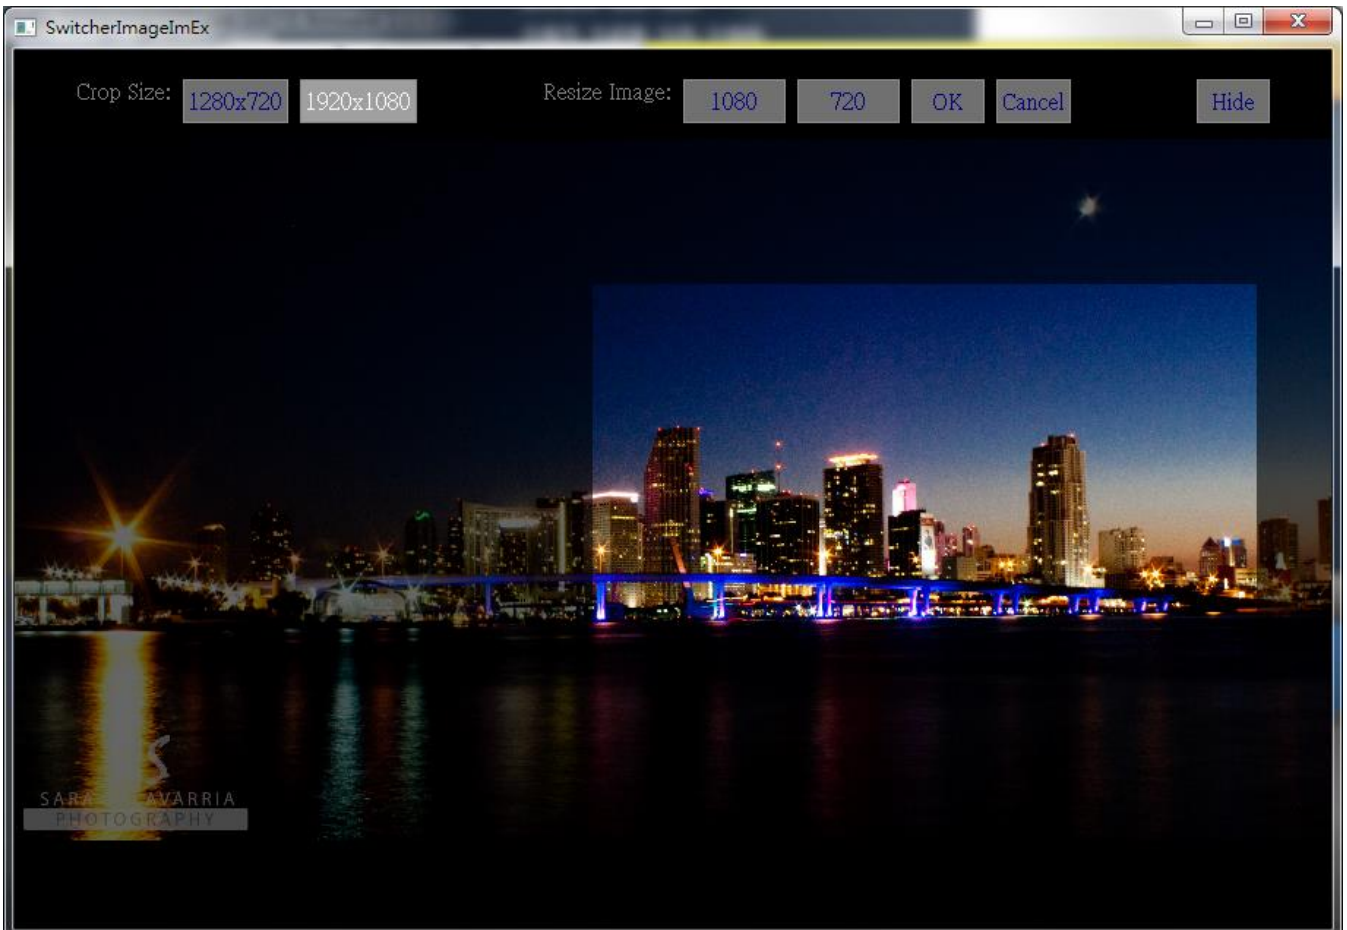 SwitcherImageImEx
Crop Size: 1280x720 1920x1080 Resize Image: 1080 720 OK Cancel Hide
SARA AVARRIA
PHOTOGRAPHY